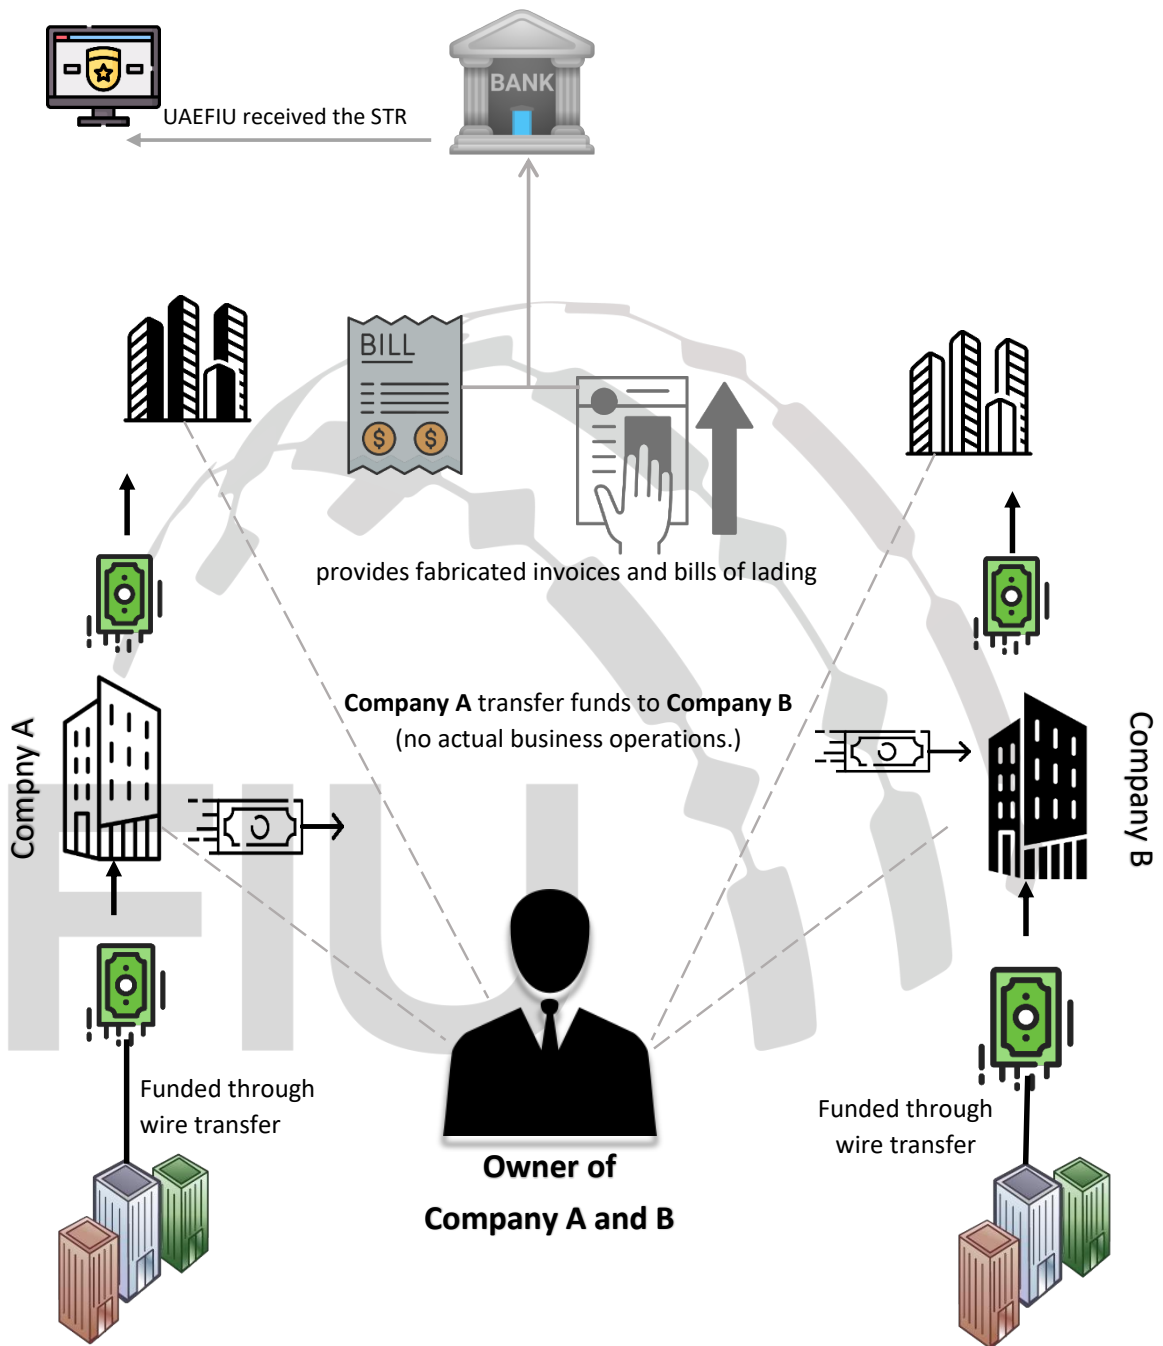 BANK
UAEFIU received the STR
BILL
$ $
provides fabricated invoices and bills of lading
Company A transfer funds to Company B
(no actual business operations.)
Compny A
Company B
FIU
Funded through
wire transfer
Funded through
wire transfer
Owner of
Company A and B